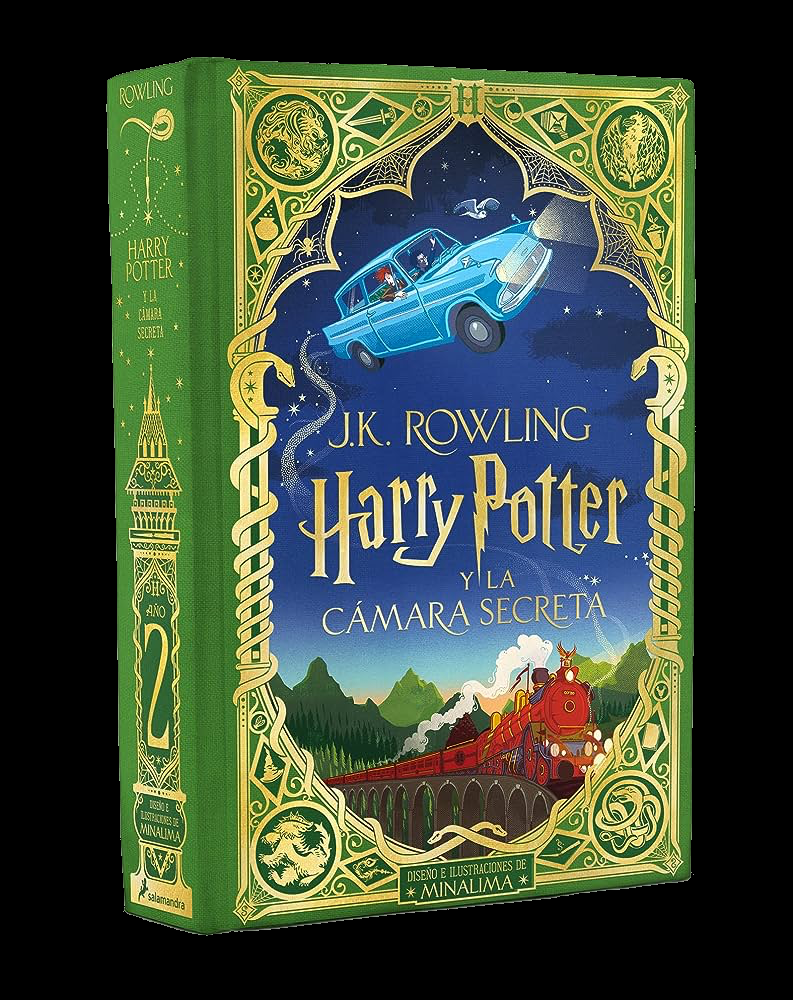 ROWLING
HARRY
POTTER
Y LA
CÁMARA
SECRETA
H
AÑO
2
DISEÑO E
ILUSTRACIONES DE
MINALIMA
salamandra
H
J.K. ROWLING
Harry Potter
Y LA
CÁMARA SECRETA
DISEÑO E ILUSTRACIONES DE
MINALIMA